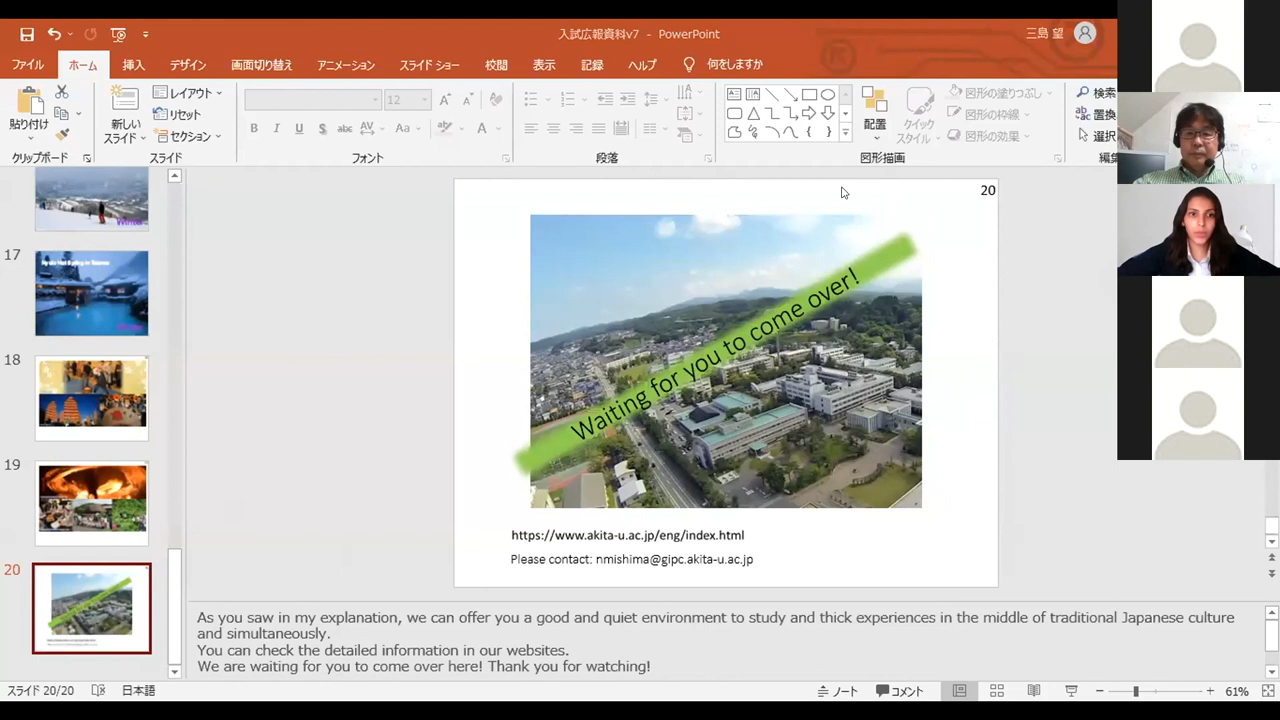 入試広報資料v7 - PowerPoint
三島 望
ファイル
ホーム
挿入
デザイン
画面切り替え
アニメーション
スライド ショー
校閲
表示
記録
ヘルプ
何をしますか
貼り付け
新しい
スライド
レイアウト
リセット
セクション
12
B I U S abc AV
Aa
A
配置
クイック
スタイル
図形の塗りつぶし
図形の枠線
図形の効果
検索
置換
選択
クリップボード
スライド
フォント
段落
図形描画
編集
Winter
17
Winter
18
19
20
20
Waiting for you to come over!
https://www.akita-u.ac.jp/eng/index.html
Please contact: nmishima@gipc.akita-u.ac.jp
As you saw in my explanation, we can offer you a good and quiet environment to study and thick experiences in the middle of traditional Japanese culture
and simultaneously.
You can check the detailed information in our websites.
We are waiting for you to come over here! Thank you for watching!
スライド 20/20
日本語
ノート
コメント
61%